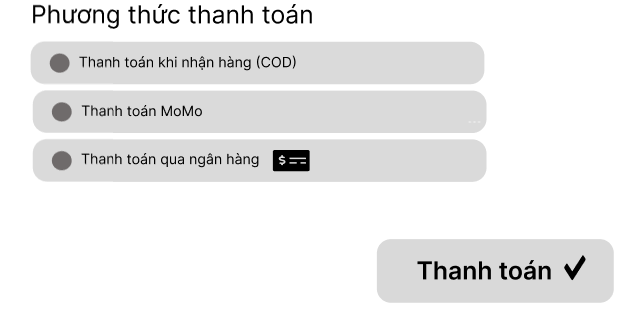 Phương thức thanh toán
Thanh toán khi nhận hàng (COD)
Thanh toán MoMo
Thanh toán qua ngân hàng $
Thanh toán ✔